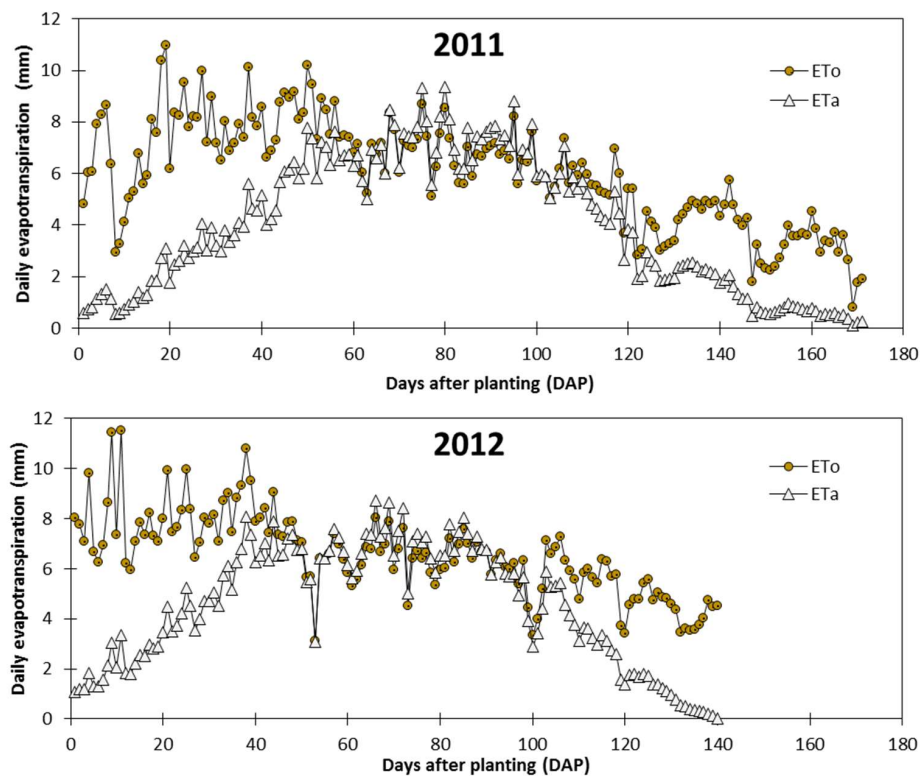 2011
ETo
ETa
Daily evapotranspiration (mm)
12
10
8
6
4
2
0
0 20 40 60 80 100 120 140 160 180
Days after planting (DAP)
2012
ETo
ETa
Daily evapotranspiration (mm)
12
10
8
6
4
2
0
0 20 40 60 80 100 120 140 160 180
Days after planting (DAP)